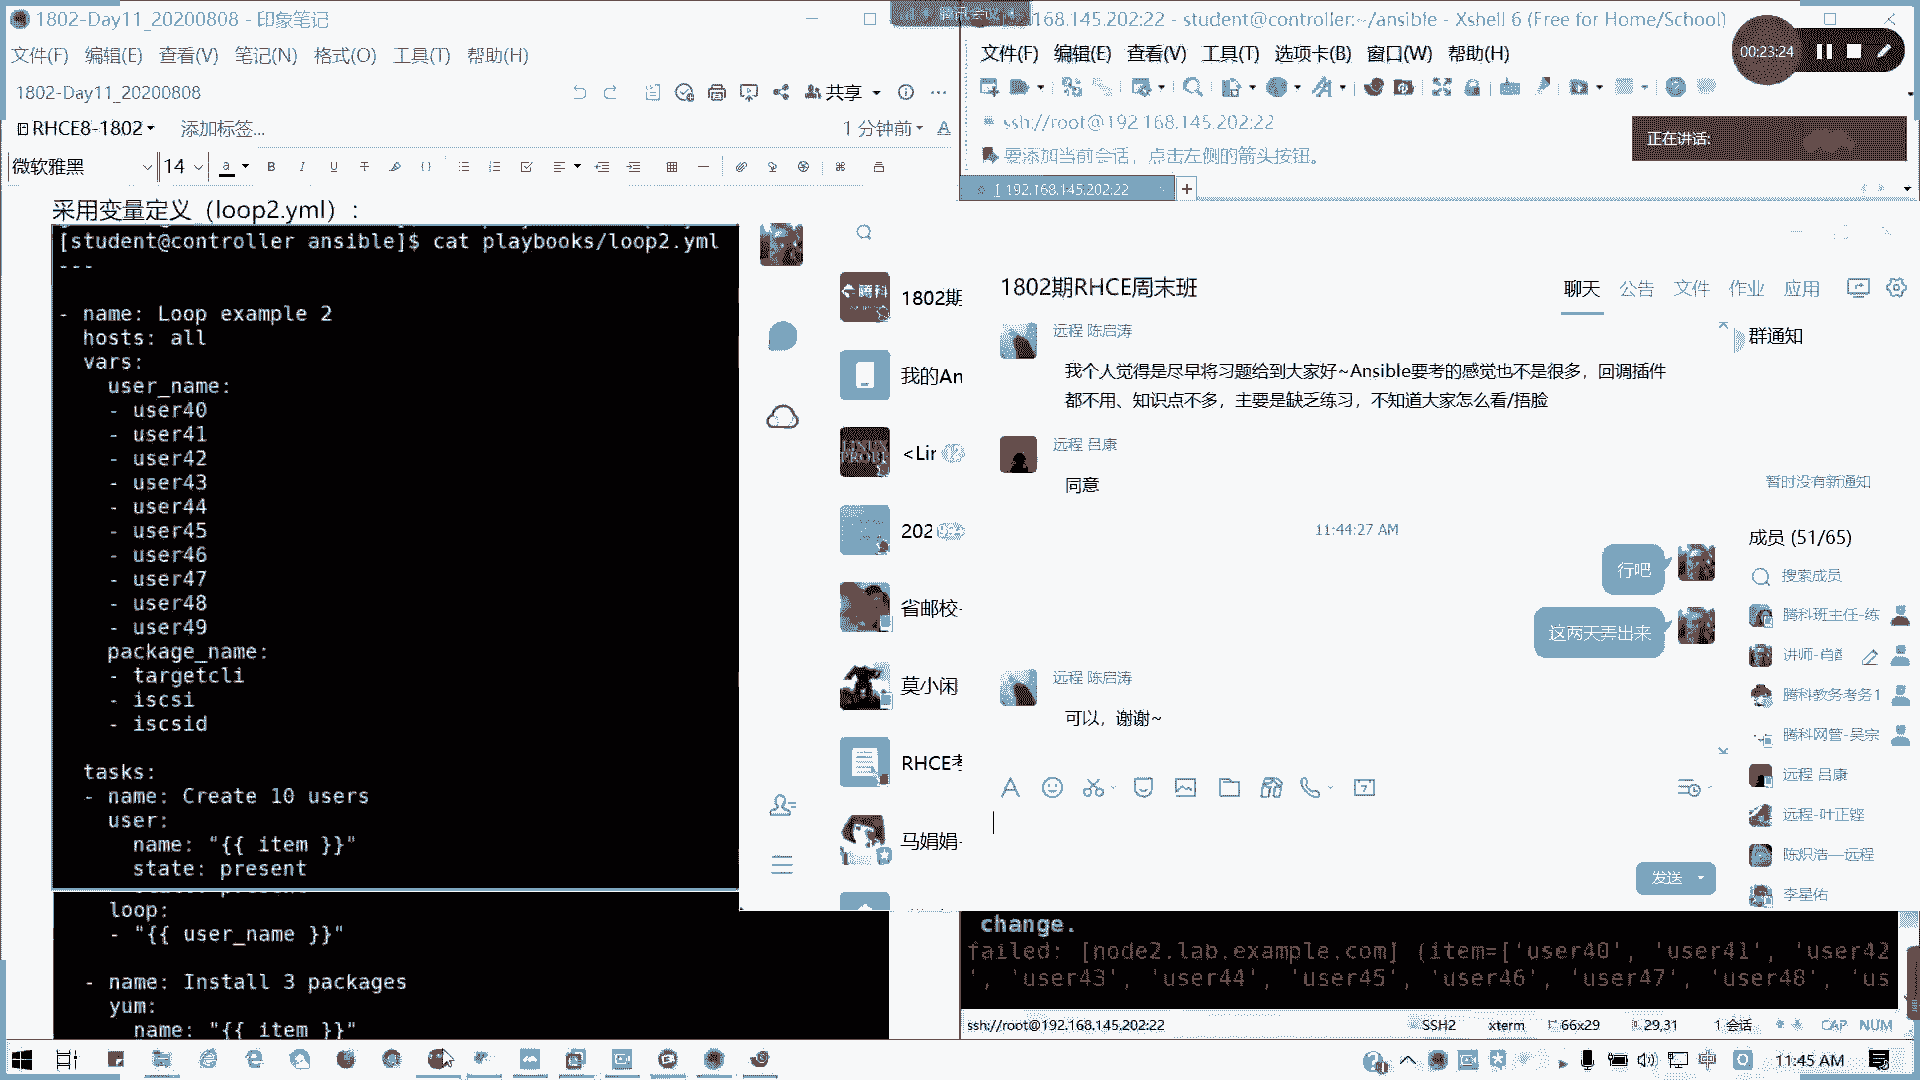 1802-Day11_20200808 - 印象笔记
文件(F) 编辑(E) 查看(V) 笔记(N) 格式(O) 工具(T) 帮助(H)
1802-Day11_20200808
共享
RHCE8-1802
添加标签...
1 分钟前
微软雅黑 14
采用变量定义（loop2.yml）:
[student@controller ansible]$ cat playbooks/loop2.yml
---
- name: Loop example 2
hosts: all
vars:
user_name:
- user40
- user41
- user42
- user43
- user44
- user45
- user46
- user47
- user48
- user49
package_name:
- targetcli
- iscsi
- iscsid
tasks:
- name: Create 10 users
user:
name: "{{ item }}"
state: present
loop:
- "{{ user_name }}"
- name: Install 3 packages
yum:
name: "{{ item }}"
168.145.202:22 - student@controller:~/ansible - Xshell 6 (Free for Home/School)
文件(F) 编辑(E) 查看(V) 工具(T) 选项卡(B) 窗口(W) 帮助(H)
00:23:24
ssh://root@192.168.145.202:22
要添加当前会话，点击左侧的箭头按钮。
正在讲话:
1 192.168.145.202:22
1802期
我的An
<Lin
202
省邮校-
莫小闲
RHCE考
马娟娟-
1802期RHCE周末班
聊天 公告 文件 作业 应用
远程 陈启涛
我个人觉得是尽早将习题给到大家好~Ansible要考的感觉也不是很多，回调插件
都不用、知识点不多，主要是缺乏练习，不知道大家怎么看/捂脸
远程 吕康
同意
11:44:27 AM
行吧
这两天弄出来
远程 陈启涛
可以，谢谢~
发送
群通知
暂时没有新通知
成员 (51/65)
搜索成员
腾科班主任-练
讲师-肖
腾科教务考务1
腾科网管-吴宗
远程 吕康
远程-叶正铿
陈炽浩—远程
李星佑
change.
failed: [node2.lab.example.com] (item=['user40', 'user41', 'user42
', 'user43', 'user44', 'user45', 'user46', 'user47', 'user48', 'us
ssh://root@192.168.145.202:22 SSH2 xterm 66x29 29,31 1 会话 CAP NUM
中 11:45 AM